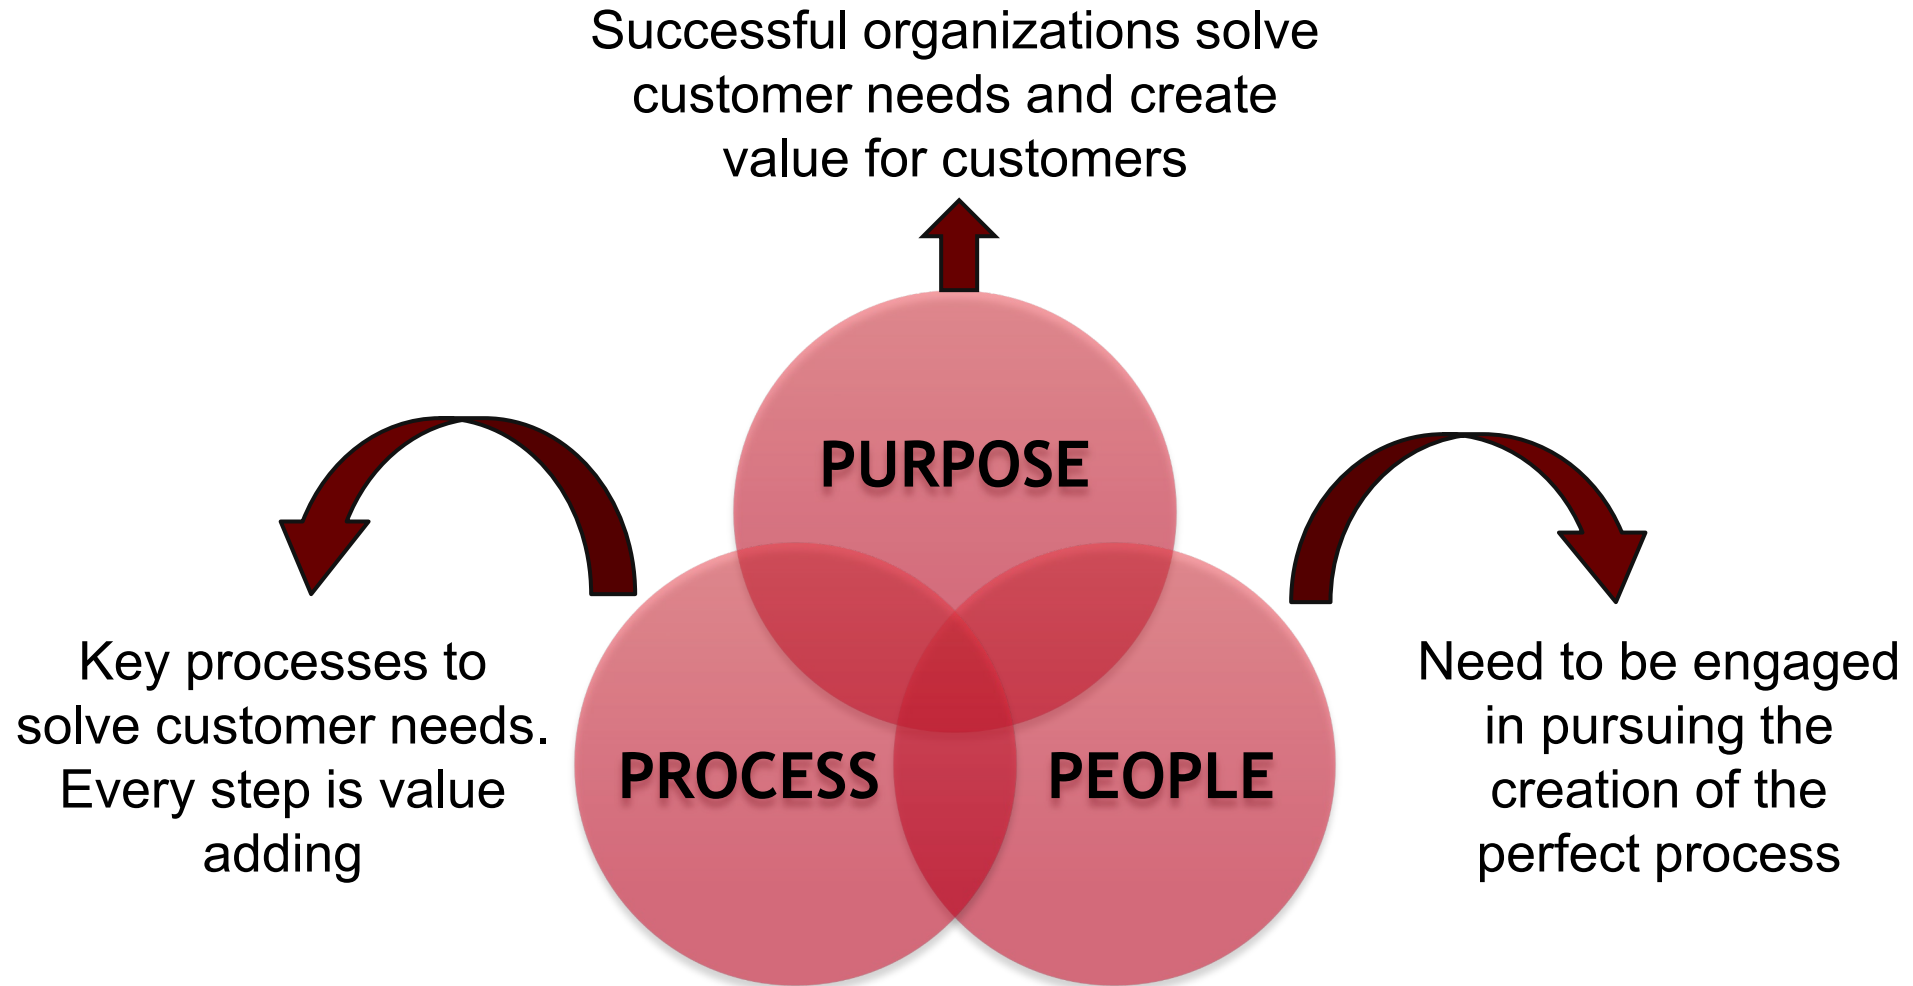 Successful organizations solve
customer needs and create
value for customers
PURPOSE
Key processes to
solve customer needs.
Every step is value
adding
PROCESS
PEOPLE
Need to be engaged
in pursuing the
creation of the
perfect process